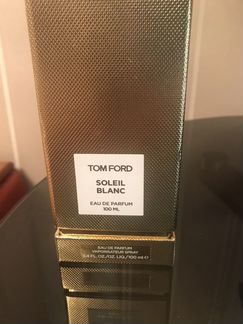 TOM FORD
SOLEIL
BLANC
EAU DE PARFUM
100 ML
EAU DE PARFUM
VAPORISATEUR SPRAY
3.4 FL.OZ./OZ. LIQ./100 ml e